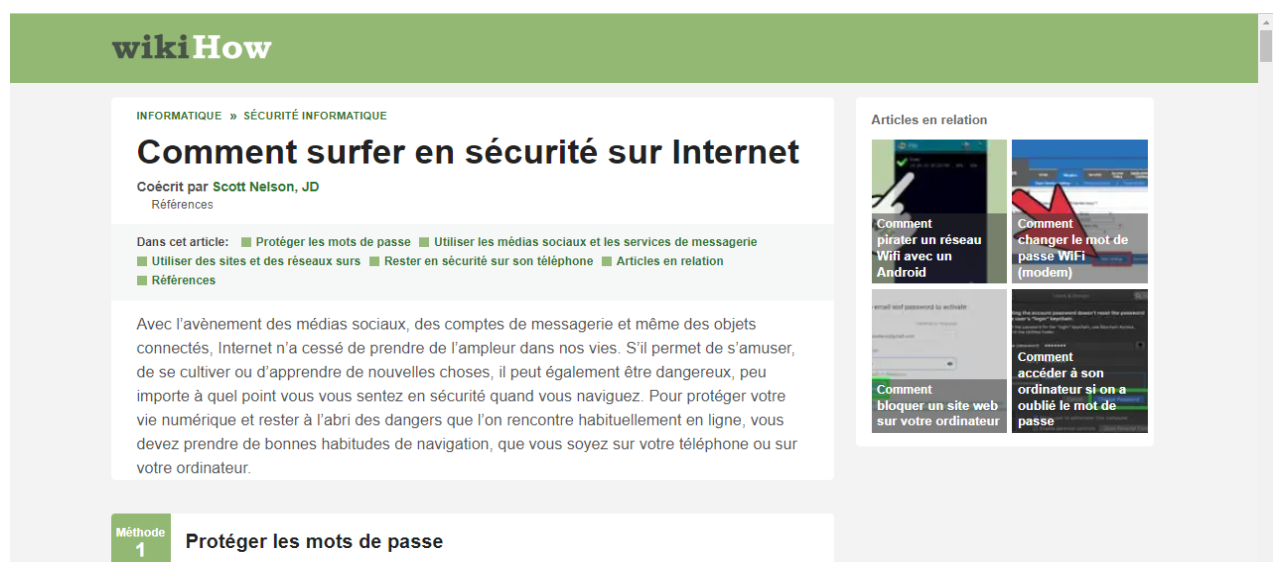 wikiHow
INFORMATIQUE » SÉCURITÉ INFORMATIQUE
Comment surfer en sécurité sur Internet
Coécrit par Scott Nelson, JD
Références
Dans cet article: Protéger les mots de passe Utiliser les médias sociaux et les services de messagerie
Utiliser des sites et des réseaux surs Rester en sécurité sur son téléphone Articles en relation
Références
Avec l’avènement des médias sociaux, des comptes de messagerie et même des objets
connectés, Internet n’a cessé de prendre de l’ampleur dans nos vies. S’il permet de s’amuser,
de se cultiver ou d’apprendre de nouvelles choses, il peut également être dangereux, peu
importe à quel point vous vous sentez en sécurité quand vous naviguez. Pour protéger votre
vie numérique et rester à l’abri des dangers que l’on rencontre habituellement en ligne, vous
devez prendre de bonnes habitudes de navigation, que vous soyez sur votre téléphone ou sur
votre ordinateur.
Méthode
1
Protéger les mots de passe
Articles en relation
Comment
pirater un réseau
Wifi avec un
Android
Comment
changer le mot de
passe WiFi
(modem)
email and password to activate
Comment
bloquer un site web
sur votre ordinateur
Comment
accéder à son
ordinateur si on a
oublié le mot de
passe